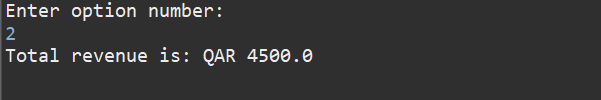 Enter option number:
2
Total revenue is: QAR 4500.0